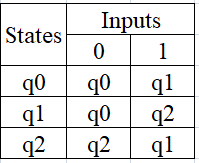 States Inputs
0 1
q0 q0 q1
q1 q0 q2
q2 q2 q1